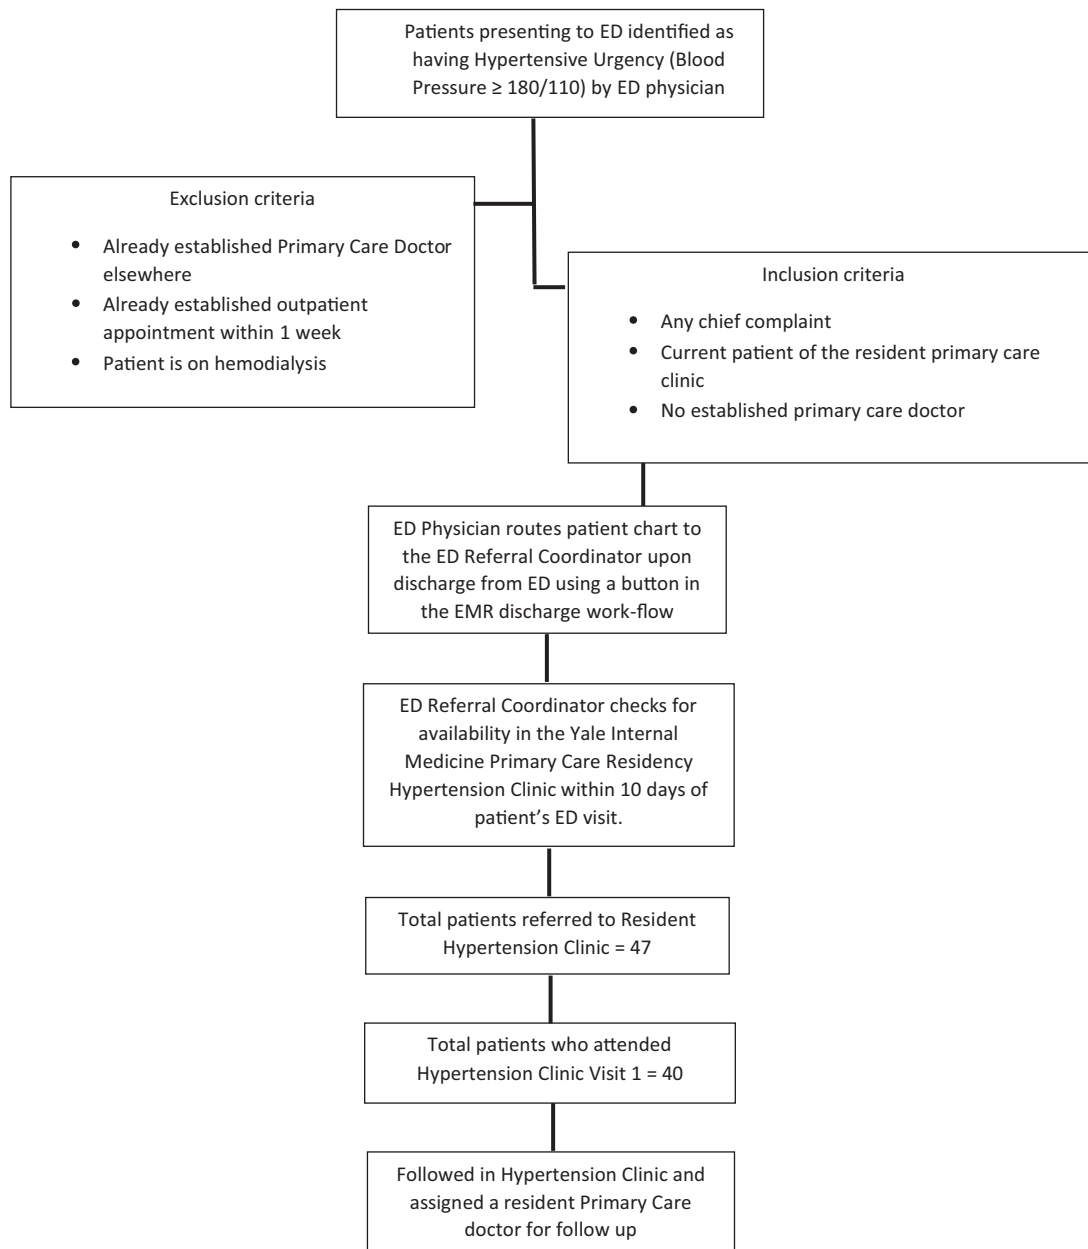 Patients presenting to ED identified as
having Hypertensive Urgency (Blood
Pressure ≥ 180/110) by ED physician
Exclusion criteria
• Already established Primary Care Doctor
elsewhere
• Already established outpatient
appointment within 1 week
• Patient is on hemodialysis
Inclusion criteria
• Any chief complaint
• Current patient of the resident primary care
clinic
• No established primary care doctor
ED Physician routes patient chart to
the ED Referral Coordinator upon
discharge from ED using a button in
the EMR discharge work-flow
ED Referral Coordinator checks for
availability in the Yale Internal
Medicine Primary Care Residency
Hypertension Clinic within 10 days of
patient’s ED visit.
Total patients referred to Resident
Hypertension Clinic = 47
Total patients who attended
Hypertension Clinic Visit 1 = 40
Followed in Hypertension Clinic and
assigned a resident Primary Care
doctor for follow up